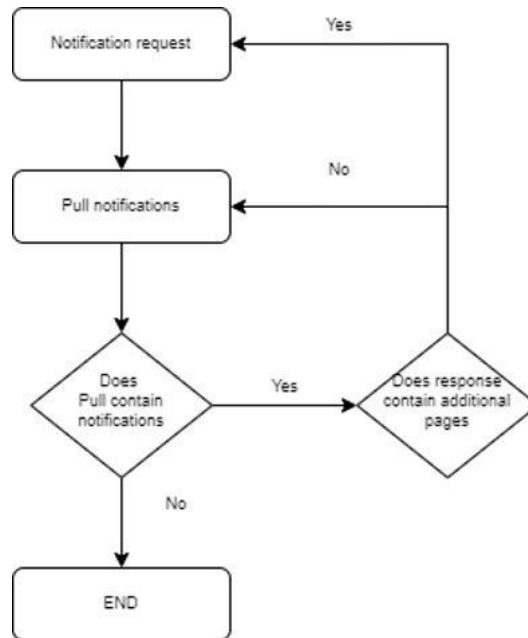 Notification request
Yes
Pull notifications
No
Does
Pull contain
notifications
Yes
Does response
contain additional
pages
No
END